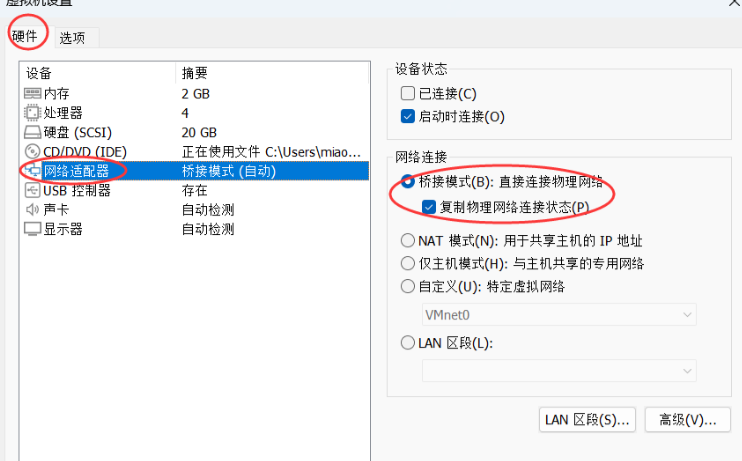 虚拟机设置
硬件 选项
设备 摘要
内存 2 GB
处理器 4
硬盘 (SCSI) 20 GB
CD/DVD (IDE) 正在使用文件 C:\Users\miao...
网络适配器 桥接模式 (自动)
USB 控制器 存在
声卡 自动检测
显示器 自动检测
设备状态
已连接(C)
启动时连接(O)
网络连接
桥接模式(B): 直接连接物理网络
复制物理网络连接状态(P)
NAT 模式(N): 用于共享主机的 IP 地址
仅主机模式(H): 与主机共享的专用网络
自定义(U): 特定虚拟网络
VMnet0
LAN 区段(L):
LAN 区段(S)... 高级(V)...